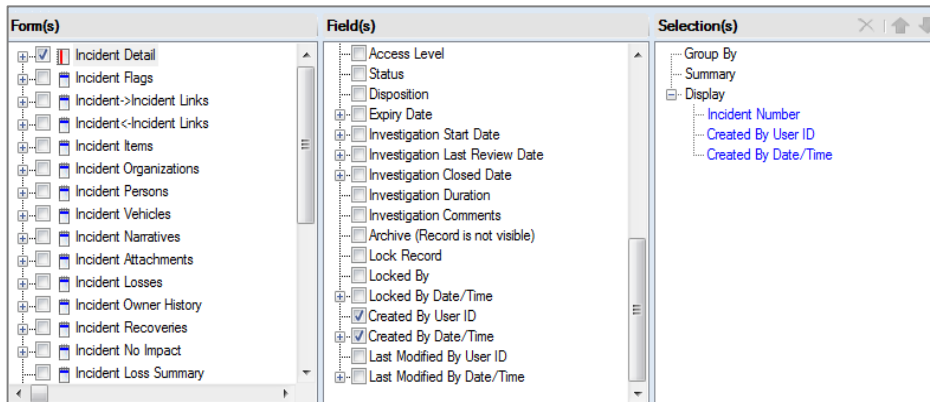 Form(s)
Incident Detail
Incident Flags
Incident->Incident Links
Incident<-Incident Links
Incident Items
Incident Organizations
Incident Persons
Incident Vehicles
Incident Narratives
Incident Attachments
Incident Losses
Incident Owner History
Incident Recoveries
Incident No Impact
Incident Loss Summary
Field(s)
Access Level
Status
Disposition
Expiry Date
Investigation Start Date
Investigation Last Review Date
Investigation Closed Date
Investigation Duration
Investigation Comments
Archive (Record is not visible)
Lock Record
Locked By
Locked By Date/Time
Created By User ID
Created By Date/Time
Last Modified By User ID
Last Modified By Date/Time
Selection(s)
Group By
Summary
Display
Incident Number
Created By User ID
Created By Date/Time